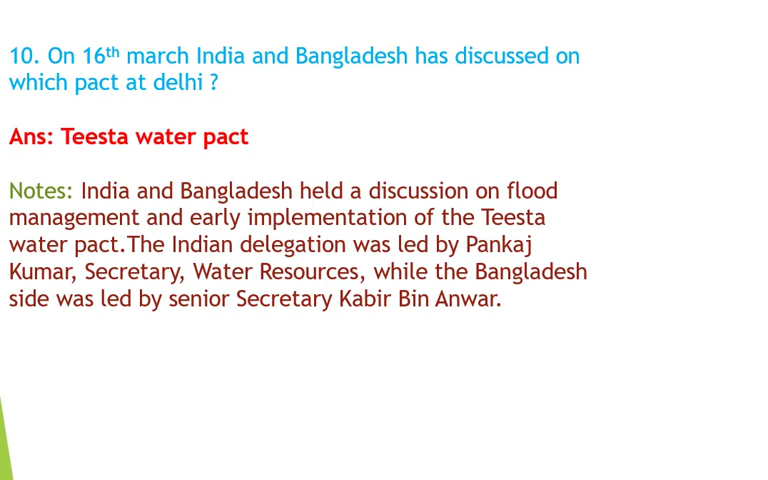 10. On 16th march India and Bangladesh has discussed on
which pact at delhi ?
Ans: Teesta water pact
Notes: India and Bangladesh held a discussion on flood
management and early implementation of the Teesta
water pact.The Indian delegation was led by Pankaj
Kumar, Secretary, Water Resources, while the Bangladesh
side was led by senior Secretary Kabir Bin Anwar.